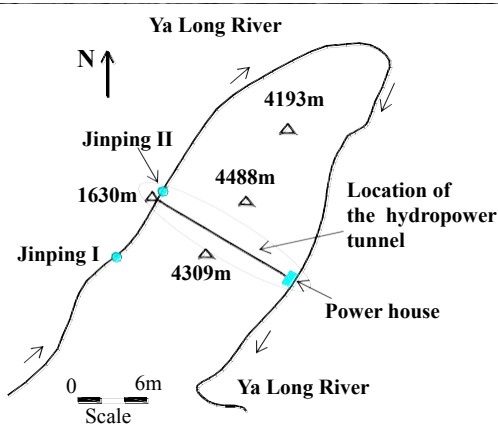 Ya Long River
N
4193m
Jinping II
4488m
1630m
Location of
the hydropower
tunnel
Jinping I
4309m
Power house
0 6m
Ya Long River
Scale